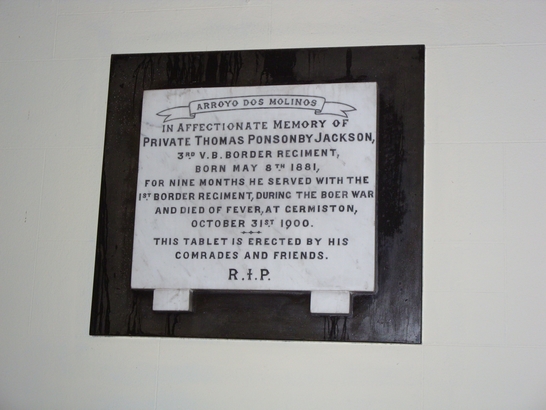 ARROYO DOS MOLINOS
IN AFFECTIONATE MEMORY OF
PRIVATE THOMAS PONSONBY JACKSON,
3RD V.B. BORDER REGIMENT,
BORN MAY 8TH 1881,
FOR NINE MONTHS HE SERVED WITH THE
1ST BORDER REGIMENT, DURING THE BOER WAR
AND DIED OF FEVER, AT GERMISTON,
OCTOBER 31ST 1900.
THIS TABLET IS ERECTED BY HIS
COMRADES AND FRIENDS.
R.I.P.